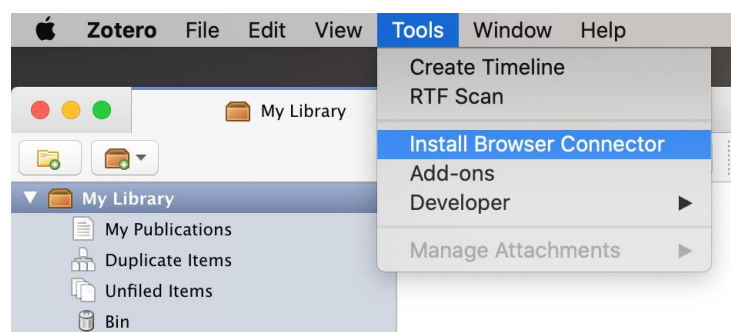 Zotero File Edit View Tools Window Help
Create Timeline
RTF Scan
My Library
Install Browser Connector
Add-ons
Developer
Manage Attachments
My Library
My Publications
Duplicate Items
Unfiled Items
Bin